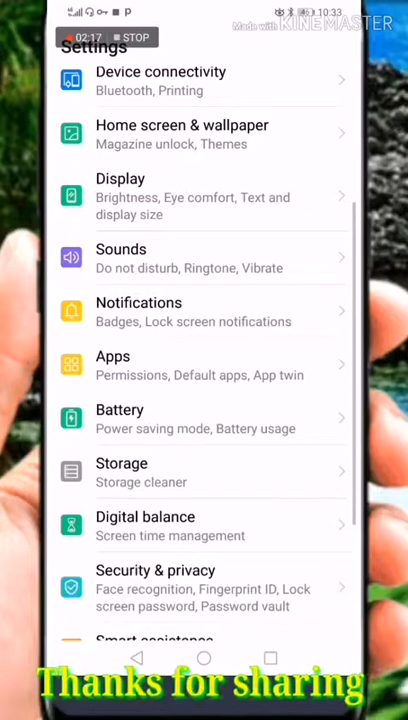 4G
10:33
02:17 STOP
Made with KINEMASTER
Settings
Device connectivity
Bluetooth, Printing
Home screen & wallpaper
Magazine unlock, Themes
Display
Brightness, Eye comfort, Text and
display size
Sounds
Do not disturb, Ringtone, Vibrate
Notifications
Badges, Lock screen notifications
Apps
Permissions, Default apps, App twin
Battery
Power saving mode, Battery usage
Storage
Storage cleaner
Digital balance
Screen time management
Security & privacy
Face recognition, Fingerprint ID, Lock
screen password, Password vault
Smart assistance
Thanks for sharing